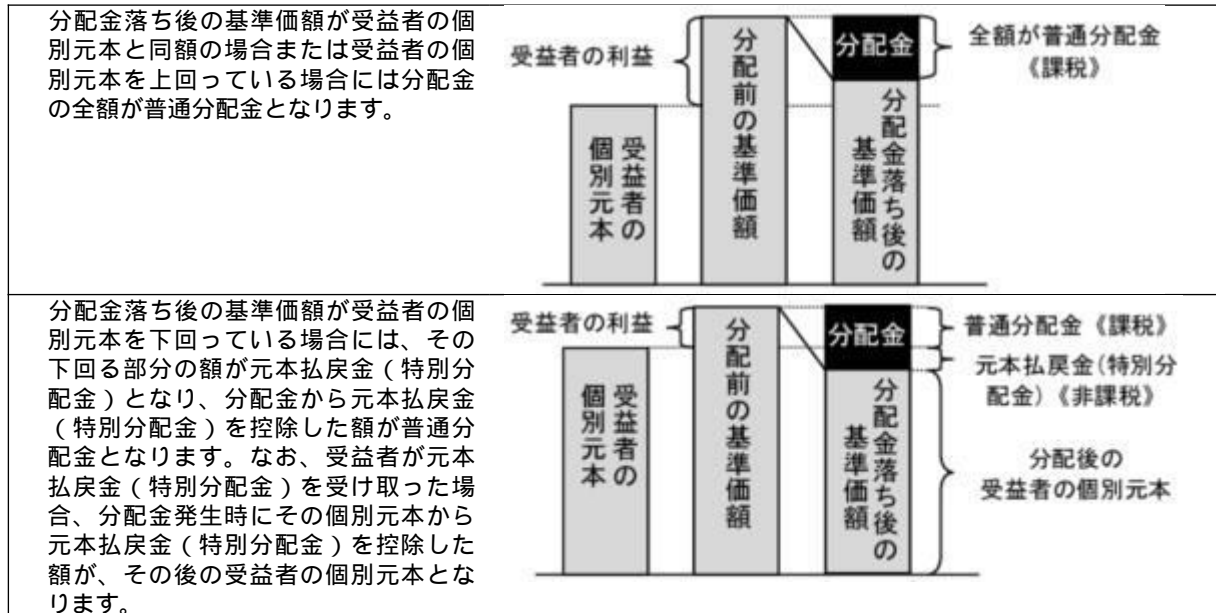 分配金落ち後の基準価額が受益者の個
別元本と同額の場合または受益者の個
別元本を上回っている場合には分配金
の全額が普通分配金となります。
受益者の利益
受益者の
個別元本
分配前の基準価額
分配金
分配金落ち後の
基準価額
全額が普通分配金
《課税》
分配金落ち後の基準価額が受益者の個
別元本を下回っている場合には、その
下回る部分の額が元本払戻金(特別分
配金)となり、分配金から元本払戻金
(特別分配金)を控除した額が普通分
配金となります。なお、受益者が元本
払戻金(特別分配金)を受け取った場
合、分配金発生時にその個別元本から
元本払戻金(特別分配金)を控除した
額が、その後の受益者の個別元本とな
ります。
受益者の利益
受益者の
個別元本
分配前の基準価額
分配金
分配金落ち後の
基準価額
普通分配金《課税》
元本払戻金(特別分
配金)《非課税》
分配後の
受益者の個別元本